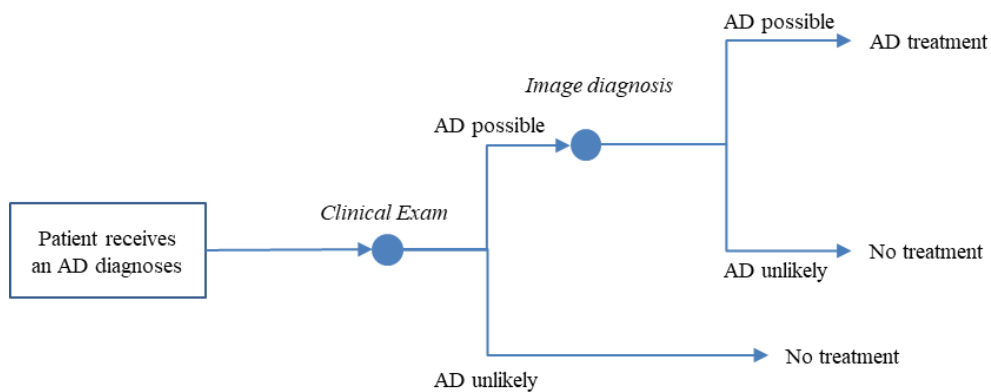 AD possible
AD treatment
Image diagnosis
AD possible
Clinical Exam
Patient receives
an AD diagnoses
No treatment
AD unlikely
No treatment
AD unlikely